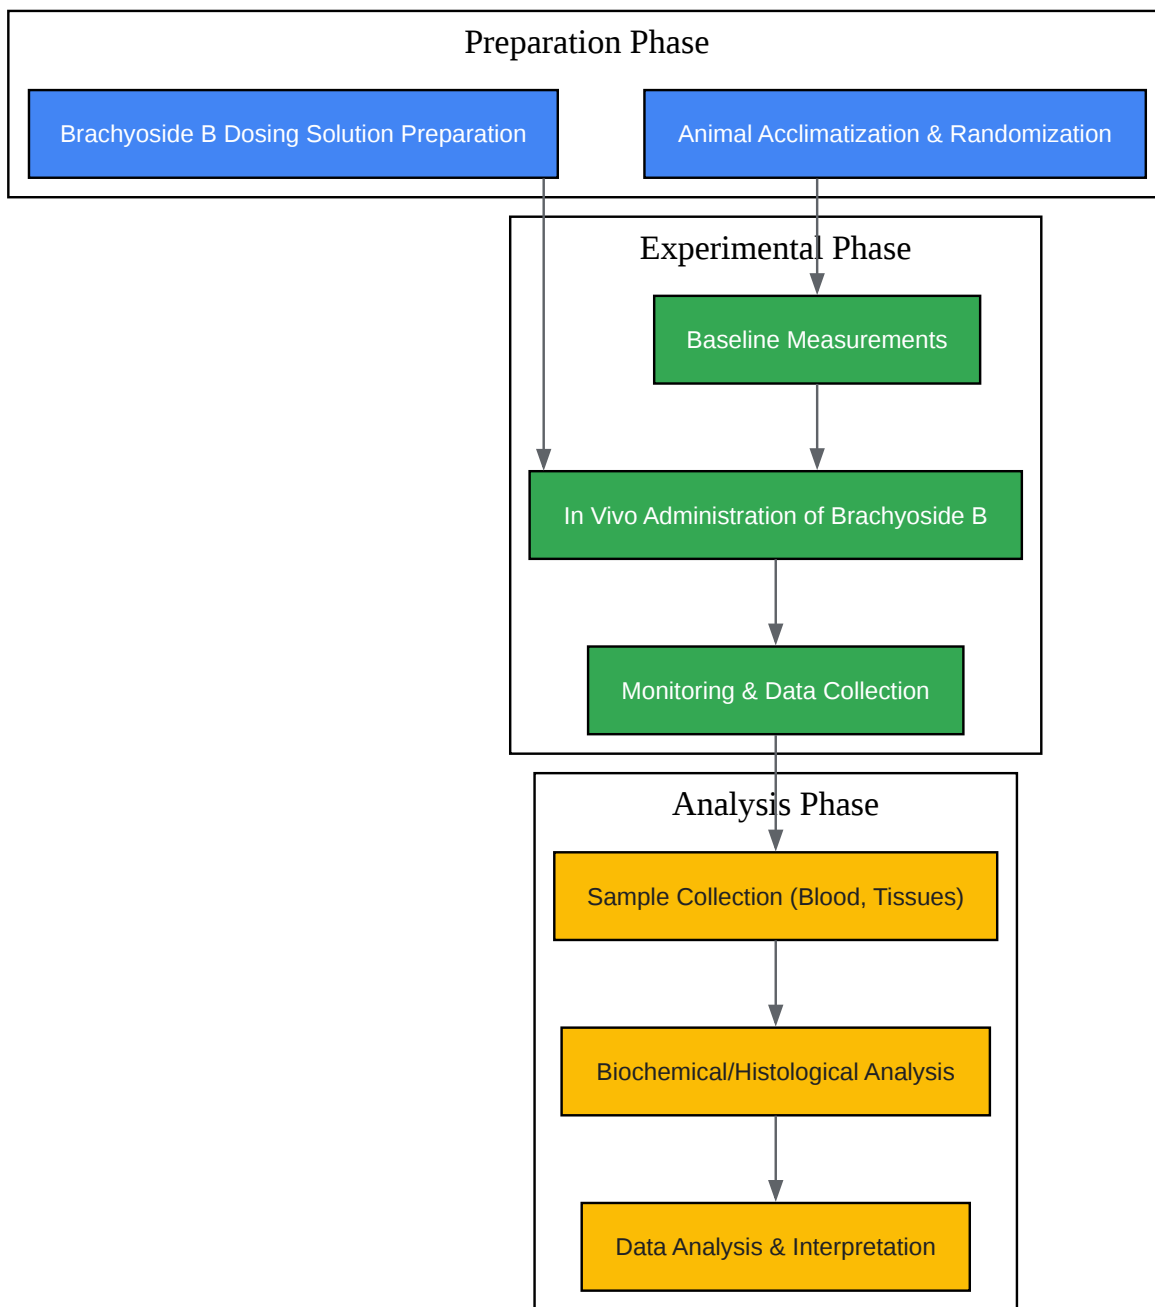 Preparation Phase
Brachyoside B Dosing Solution Preparation
Animal Acclimatization & Randomization
Experimental Phase
Baseline Measurements
In Vivo Administration of Brachyoside B
Monitoring & Data Collection
Analysis Phase
Sample Collection (Blood, Tissues)
Biochemical/Histological Analysis
Data Analysis & Interpretation